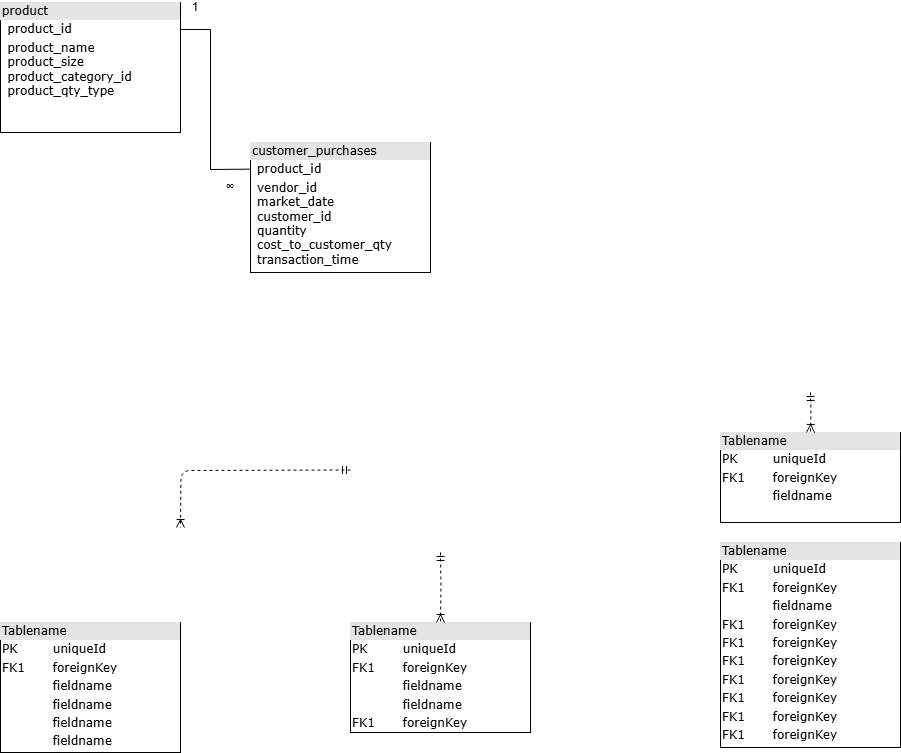 product
1
product_id
product_name
product_size
product_category_id
product_qty_type
customer_purchases
product_id
∞
vendor_id
market_date
customer_id
quantity
cost_to_customer_qty
transaction_time
Tablename
PK uniqueId
FK1 foreignKey
fieldname
Tablename
PK uniqueId
FK1 foreignKey
fieldname
FK1 foreignKey
FK1 foreignKey
FK1 foreignKey
FK1 foreignKey
FK1 foreignKey
FK1 foreignKey
FK1 foreignKey
Tablename
PK uniqueId
FK1 foreignKey
fieldname
fieldname
fieldname
fieldname
Tablename
PK uniqueId
FK1 foreignKey
fieldname
fieldname
FK1 foreignKey